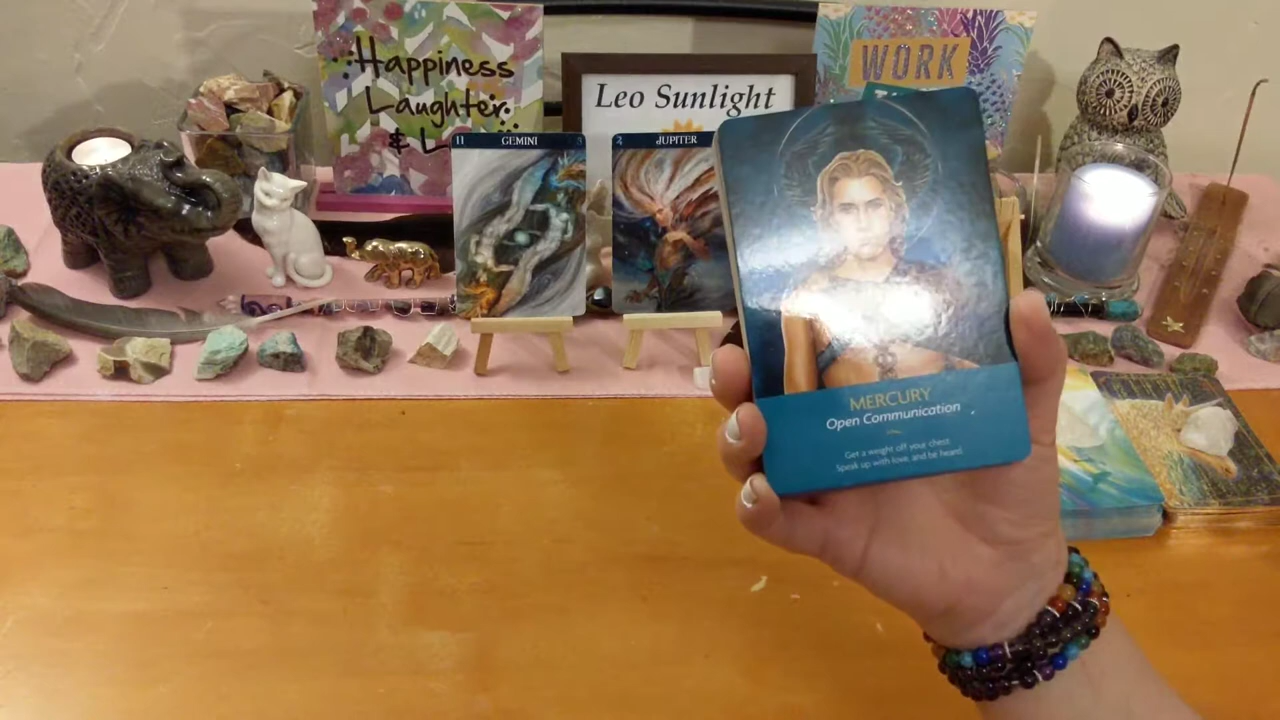 Happiness
Laughter
& L
Leo Sunlight
WORK
11 GEMINI
JUPITER
MERCURY
Open Communication
Get a weight off your chest.
Speak up with love, and be heard.